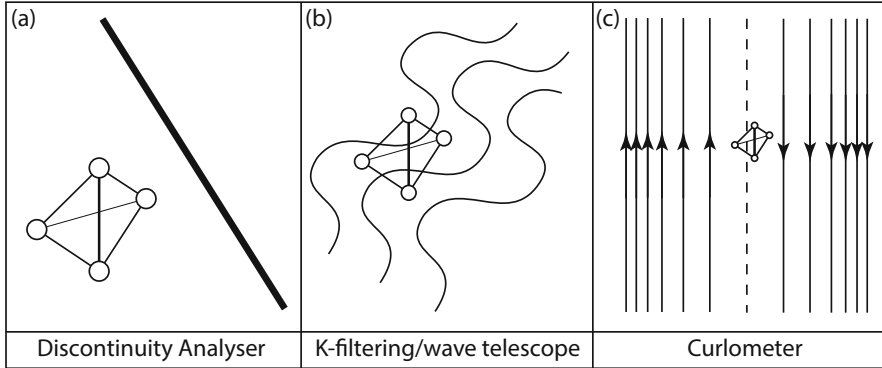 (a)
(b)
(c)
Discontinuity Analyser
K-filtering/wave telescope
Curlometer